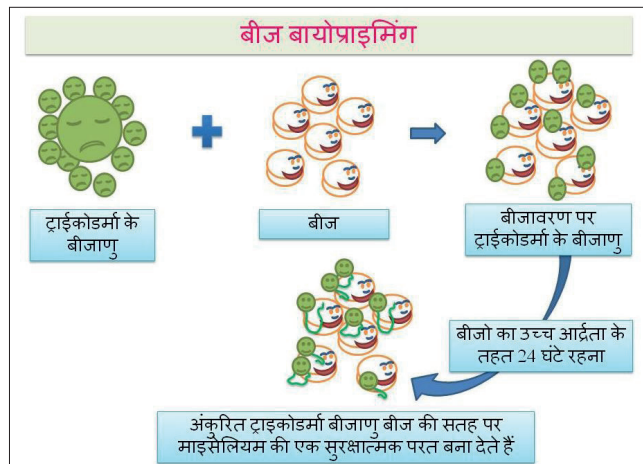 बीज बायोप्राइमिंग
ट्राईकोडर्मा के
बीजाणु
बीज
बीजावरण पर
ट्राईकोडर्मा के बीजाणु
बीजो का उच्च आर्द्रता के
तहत 24 घंटे रहना
अंकुरित ट्राइकोडर्मा बीजाणु बीज की सतह पर
माइसेलियम की एक सुरक्षात्मक परत बना देते हैं